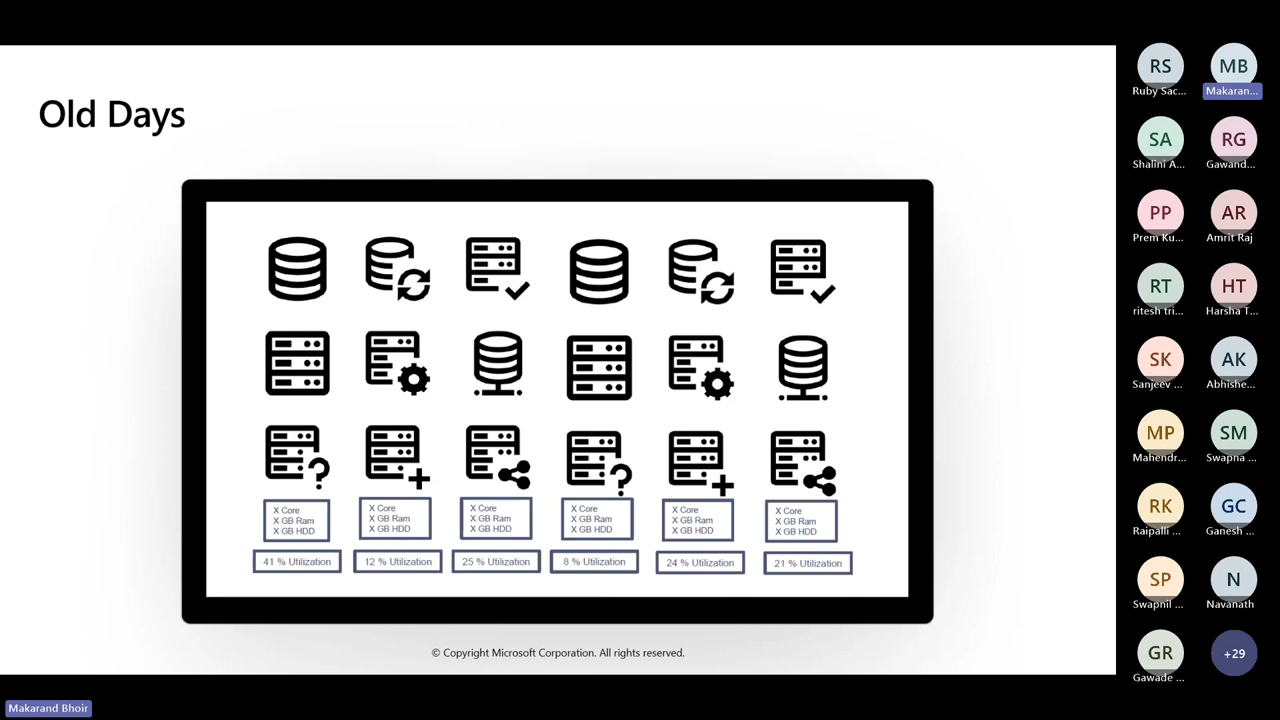 Old Days
X Core
X GB Ram
X GB HDD
X Core
X GB Ram
X GB HDD
X Core
X GB Ram
X GB HDD
X Core
X GB Ram
X GB HDD
X Core
X GB Ram
X GB HDD
X Core
X GB Ram
X GB HDD
41 % Utilization
12 % Utilization
25 % Utilization
8 % Utilization
24 % Utilization
21 % Utilization
© Copyright Microsoft Corporation. All rights reserved.
Makarand Bhoir
RS
Ruby Sac...
MB
Makaran...
SA
Shalini A...
RG
Gawand...
PP
Prem Ku...
AR
Amrit Raj
RT
ritesh tri...
HT
Harsha T...
SK
Sanjeev ...
AK
Abhishe...
MP
Mahendr...
SM
Swapna ...
RK
Raipalli ...
GC
Ganesh ...
SP
Swapnil ...
N
Navanath
GR
Gawade ...
+29